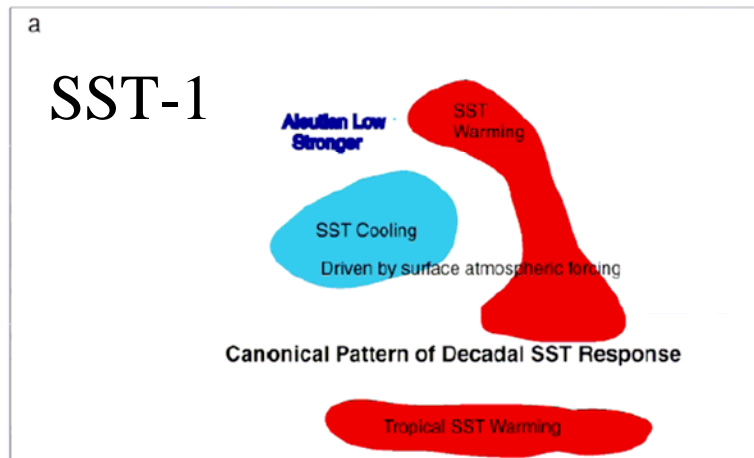 a
SST-1
Aleutian Low
Stronger
SST
Warming
SST Cooling
Driven by surface atmospheric forcing
Canonical Pattern of Decadal SST Response
Tropical SST Warming